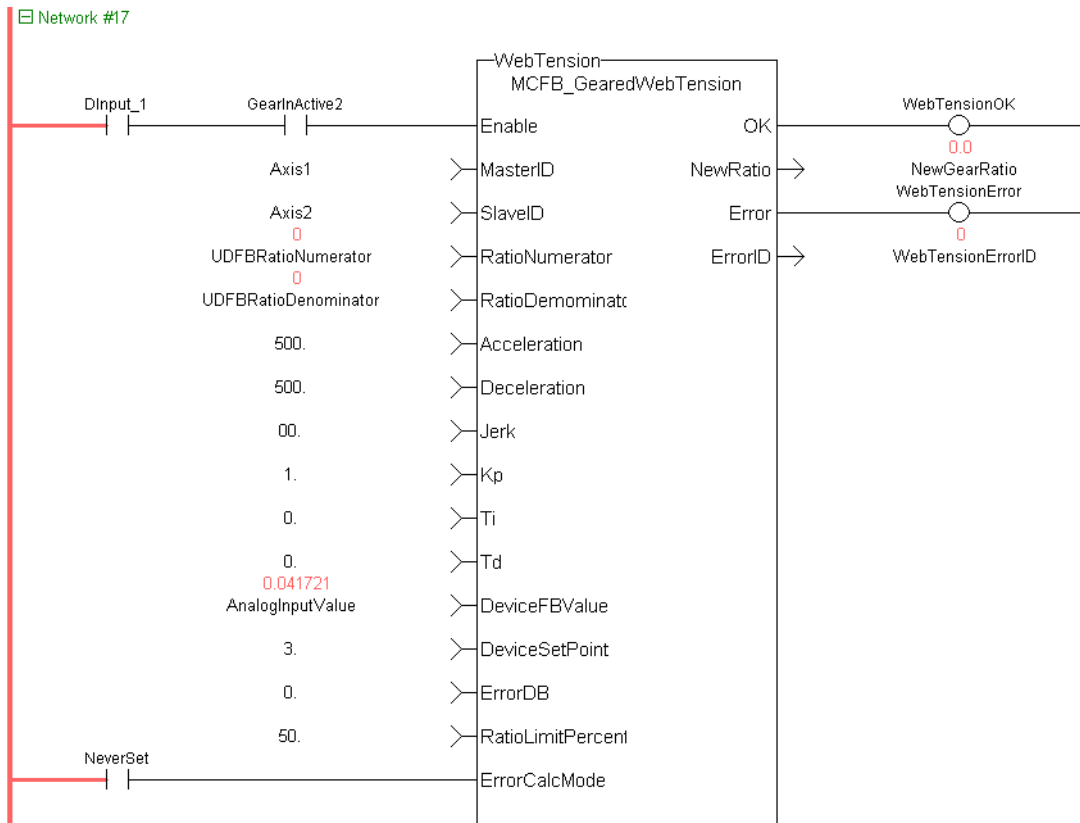 Network #17
WebTension
MCFB_GearedWebTension
DInput_1 GearInActive2 Enable OK WebTensionOK
0.0
Axis1 MasterID NewRatio NewGearRatio
WebTensionError
Axis2 SlaveID Error
0 0
UDFBRatioNumerator RatioNumerator ErrorID WebTensionErrorID
0
UDFBRatioDenominator RatioDemominato
500. Acceleration
500. Deceleration
00. Jerk
1. Kp
0. Ti
0. Td
0.041721
AnalogInputValue DeviceFBValue
3. DeviceSetPoint
0. ErrorDB
50. RatioLimitPercent
NeverSet
ErrorCalcMode